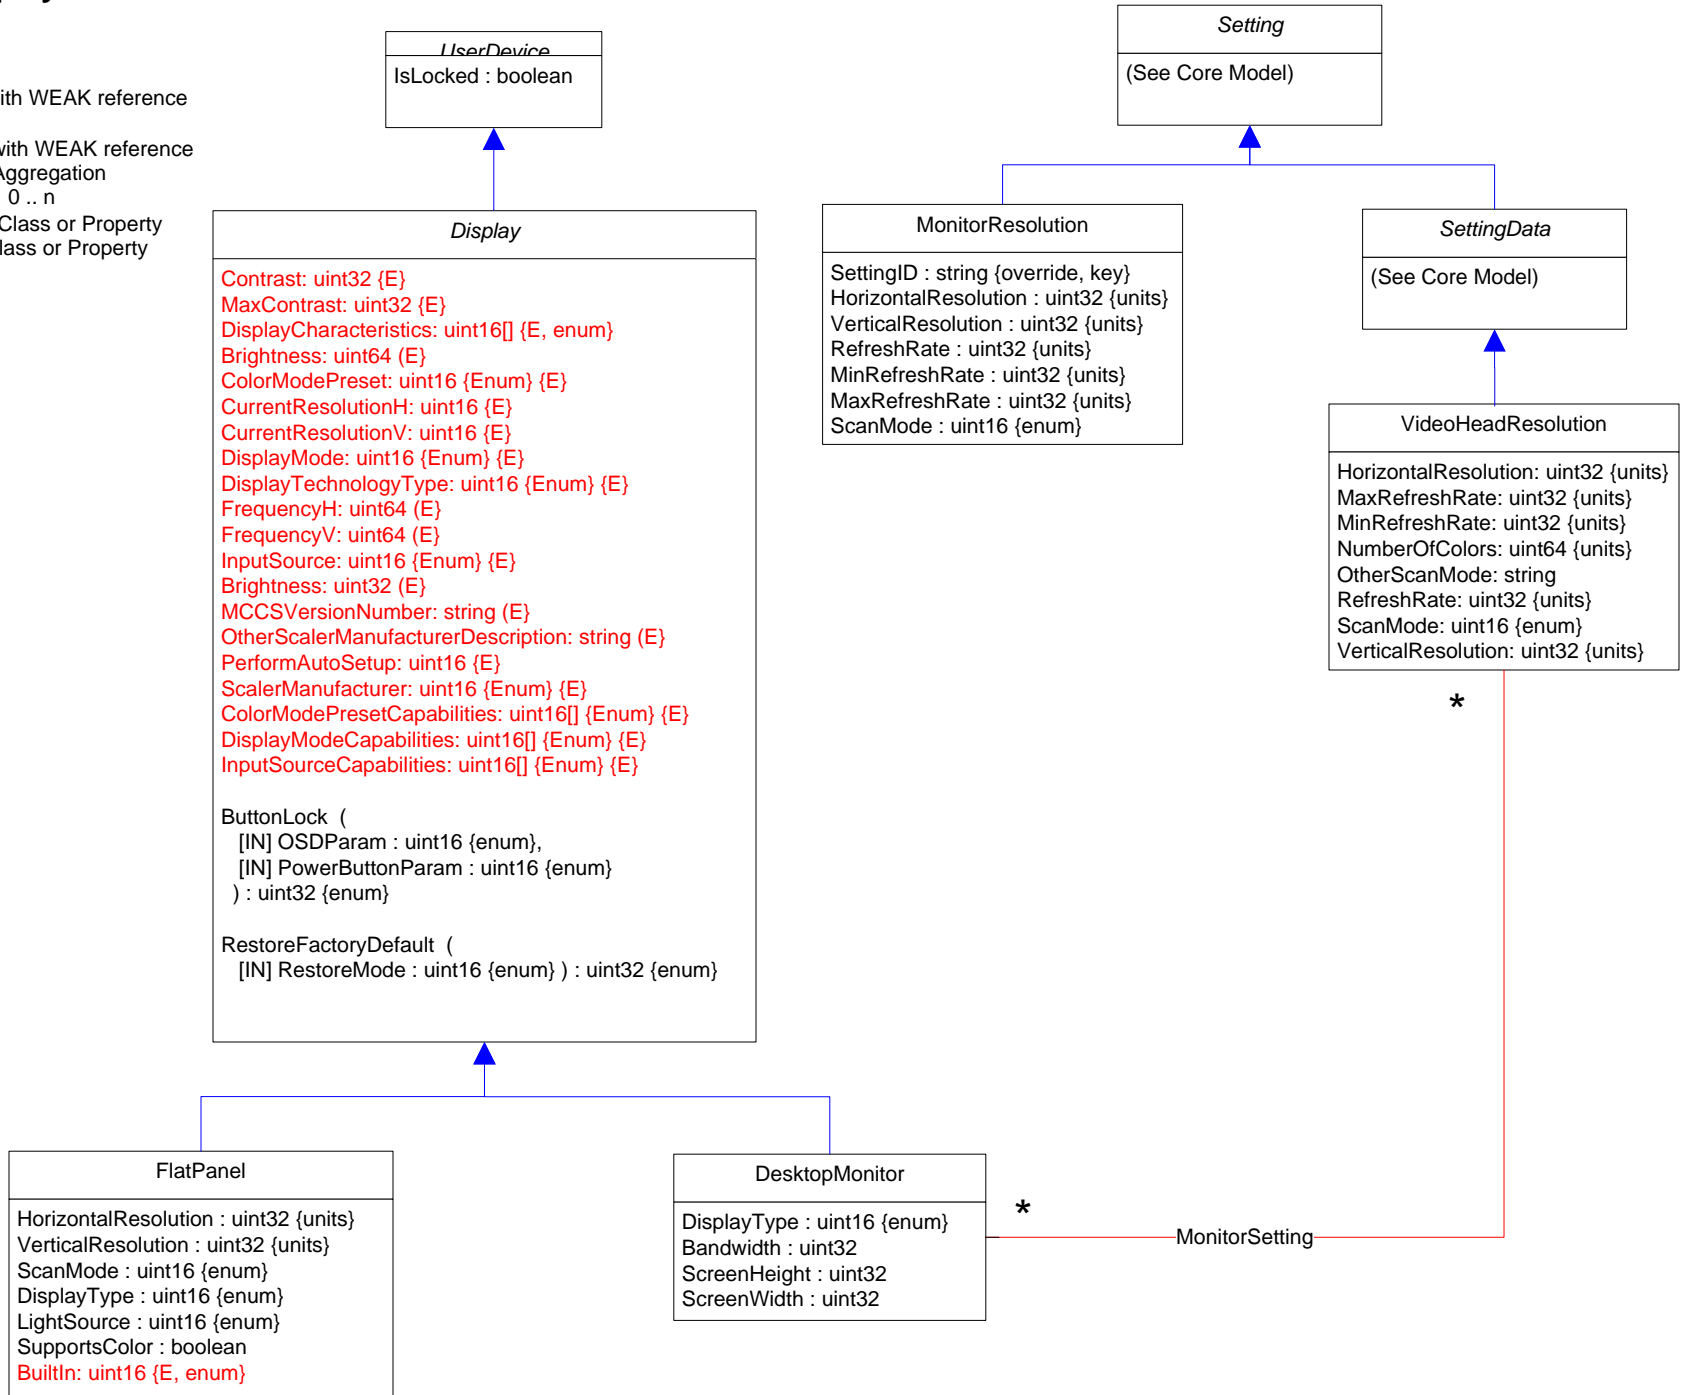 UserDevice
IsLocked : boolean
Setting
(See Core Model)
with WEAK reference
with WEAK reference
Aggregation
0 .. n
Class or Property
Class or Property
Display
Contrast: uint32 {E}
MaxContrast: uint32 {E}
DisplayCharacteristics: uint16[] {E, enum}
Brightness: uint64 (E}
ColorModePreset: uint16 {Enum} {E}
CurrentResolutionH: uint16 {E}
CurrentResolutionV: uint16 {E}
DisplayMode: uint16 {Enum} {E}
DisplayTechnologyType: uint16 {Enum} {E}
FrequencyH: uint64 (E}
FrequencyV: uint64 (E}
InputSource: uint16 {Enum} {E}
Brightness: uint32 (E}
MCCSVersionNumber: string (E}
OtherScalerManufacturerDescription: string (E}
PerformAutoSetup: uint16 {E}
ScalerManufacturer: uint16 {Enum} {E}
ColorModePresetCapabilities: uint16[] {Enum} {E}
DisplayModeCapabilities: uint16[] {Enum} {E}
InputSourceCapabilities: uint16[] {Enum} {E}
ButtonLock (
[IN] OSDParam : uint16 {enum},
[IN] PowerButtonParam : uint16 {enum}
) : uint32 {enum}
RestoreFactoryDefault (
[IN] RestoreMode : uint16 {enum} ) : uint32 {enum}
MonitorResolution
SettingID : string {override, key}
HorizontalResolution : uint32 {units}
VerticalResolution : uint32 {units}
RefreshRate : uint32 {units}
MinRefreshRate : uint32 {units}
MaxRefreshRate : uint32 {units}
ScanMode : uint16 {enum}
SettingData
(See Core Model)
VideoHeadResolution
HorizontalResolution: uint32 {units}
MaxRefreshRate: uint32 {units}
MinRefreshRate: uint32 {units}
NumberOfColors: uint64 {units}
OtherScanMode: string
RefreshRate: uint32 {units}
ScanMode: uint16 {enum}
VerticalResolution: uint32 {units}
*
FlatPanel
HorizontalResolution : uint32 {units}
VerticalResolution : uint32 {units}
ScanMode : uint16 {enum}
DisplayType : uint16 {enum}
LightSource : uint16 {enum}
SupportsColor : boolean
BuiltIn: uint16 {E, enum}
DesktopMonitor
DisplayType : uint16 {enum}
Bandwidth : uint32
ScreenHeight : uint32
ScreenWidth : uint32
*
MonitorSetting